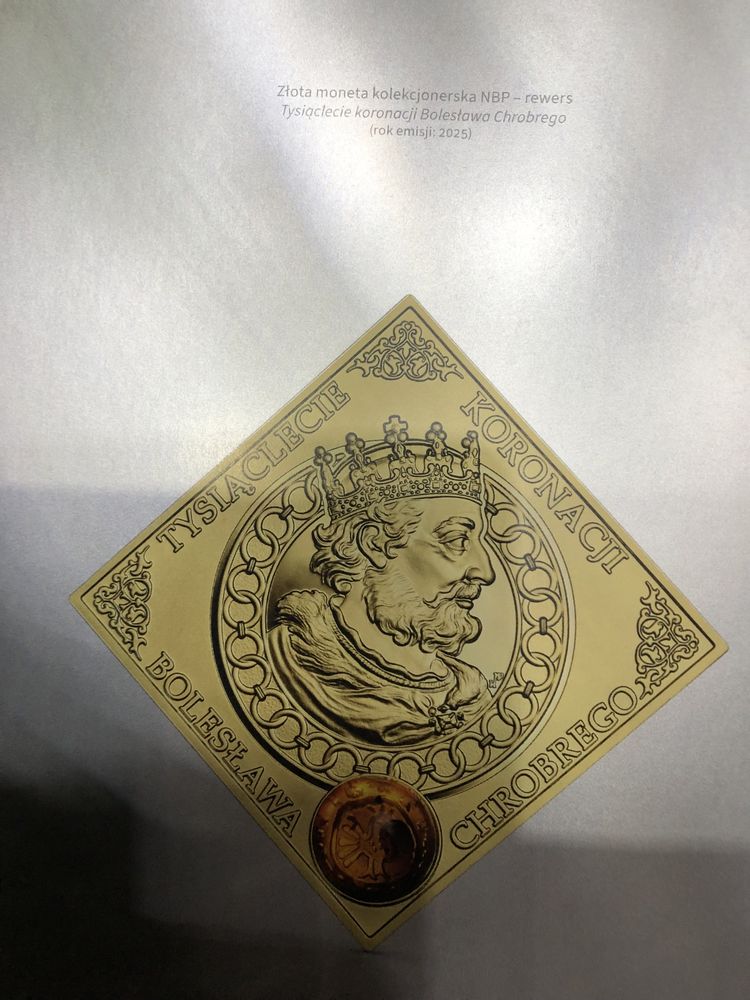 Złota moneta kolekcjonerska NBP – rewers
Tysiąclecie koronacji Bolesława Chrobrego
(rok emisji: 2025)
TYSIĄCLECIE
KORONACJI
BOLESŁAWA
CHROBREGO